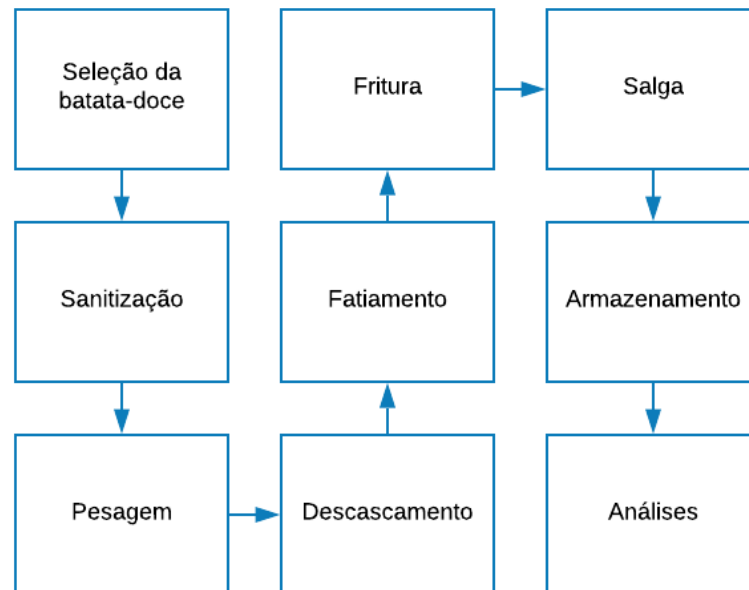 Seleção da
batata-doce
Sanitização
Pesagem
Descascamento
Fatiamento
Fritura
Salga
Armazenamento
Análises